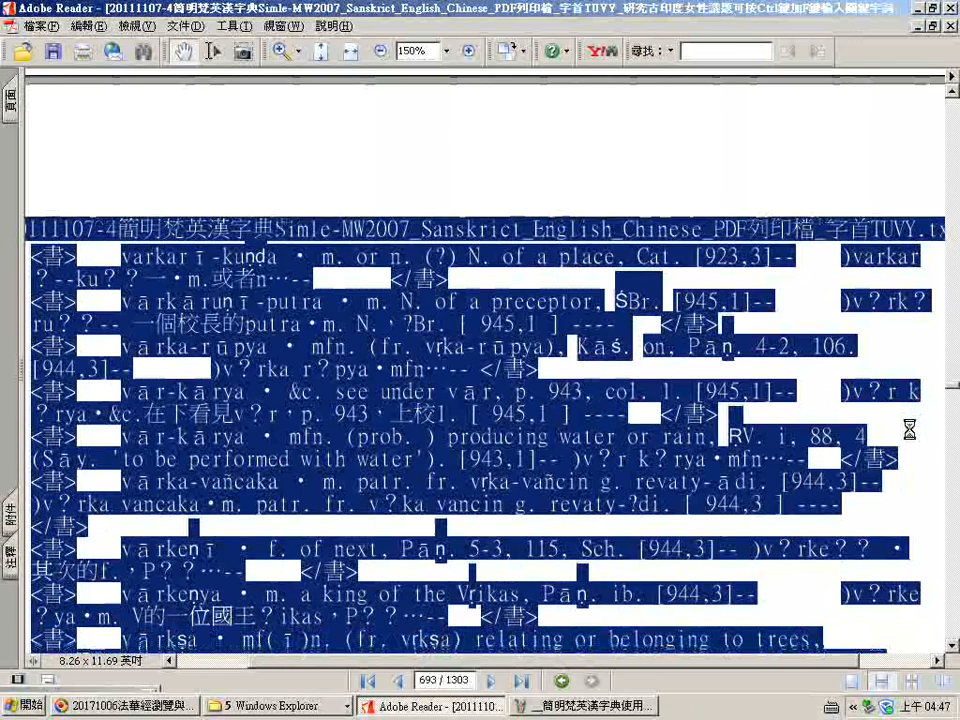 Adobe Reader - [20111107-4簡明梵英漢字典Simle-MW2007_Sanskrict_English_Chinese_PDF列印檔_字首TUVY_研究古印度女性議題可按Ctrl鍵加F鍵輸入關鍵字詞
檔案(F) 編輯(E) 檢視(V) 文件(D) 工具(T) 視窗(W) 說明(H)
150% Y! 尋找:
頁面
附件
註釋
111107-4簡明梵英漢字典Simle-MW2007_Sanskrict_English_Chinese_PDF列印檔_字首TUVY.tx
<書> varkarī-kuṇḍa • m. or n. (?) N. of a place, Cat. [923,3]-- )varkar
?--ku??一•m.或者n…-- </書>
<書> vārkāruṇī-putra • m. N. of a preceptor, ŚBr. [945,1]-- )v?rk?
ru??-- 一個校長的putra•m. N.，?Br. [ 945,1 ] ---- </書>
<書> vārka-rūpya • mfn. (fr. vṛka-rūpya), Kāś. on, Pāṇ. 4-2, 106.
[944,3]-- )v?rka r?pya•mfn…-- </書>
<書> vār-kārya • &c. see under vār, p. 943, col. 1. [945,1]-- )v?r k
?rya•&c.在下看見v?r，p. 943，上校1. [ 945,1 ] ---- </書>
<書> vār-kārya • mfn. (prob. ) producing water or rain, RV. i, 88, 4
(Sāy. 'to be performed with water'). [943,1]-- )v?r k?rya•mfn…-- </書>
<書> vārka-vañcaka • m. patr. fr. vṛka-vañcin g. revaty-ādi. [944,3]--
)v?rka vancaka•m. patr. fr. v?ka vancin g. revaty-?di. [ 944,3 ] ----
</書>
<書> vārkeṇī • f. of next, Pāṇ. 5-3, 115, Sch. [944,3]-- )v?rke?? •
其次的f.，P??…-- </書>
<書> vārkeṇya • m. a king of the Vṛikas, Pāṇ. ib. [944,3]-- )v?rke
?ya•m. V的一位國王?ikas，P??…-- </書>
<書> vārkṣa • mf(ī)n. (fr. vṛkṣa) relating or belonging to trees,
8.26 x 11.69 英吋
693 / 1303
開始 20171006法華經瀏覽與... 5 Windows Explorer Adobe Reader - [2011110... __簡明梵英漢字典使用... 上午 04:47